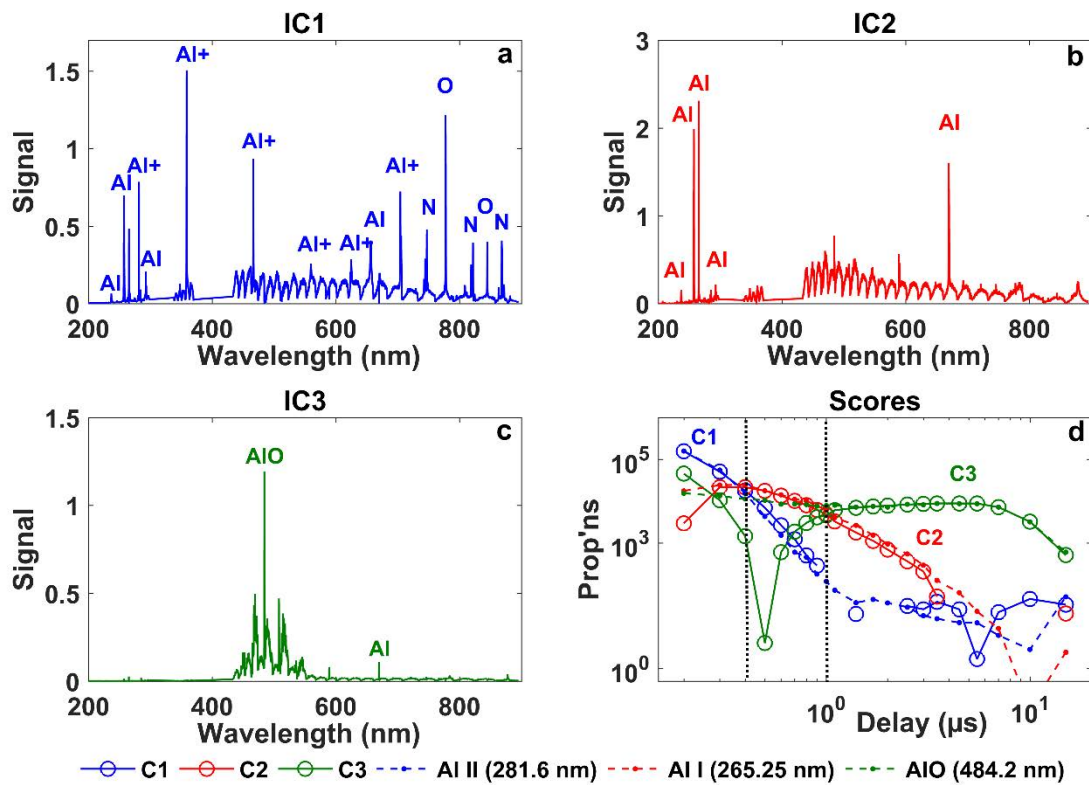 IC1
a
Signal
1.5
1
0.5
0
Al
Al
Al+
Al
Al+
Al+
Al+
Al+
Al
Al+
N
O
N
O
N
200
400
600
800
Wavelength (nm)
IC2
b
Signal
3
2
1
0
Al
Al
Al
Al
Al
200
400
600
800
Wavelength (nm)
IC3
c
Signal
1.5
1
0.5
0
AlO
Al
200
400
600
800
Wavelength (nm)
Scores
d
Prop'ns
10^5
10^3
10^0
C1
C2
C3
10^0
10^1
Delay (µs)
C1 C2 C3 Al II (281.6 nm) Al I (265.25 nm) AlO (484.2 nm)